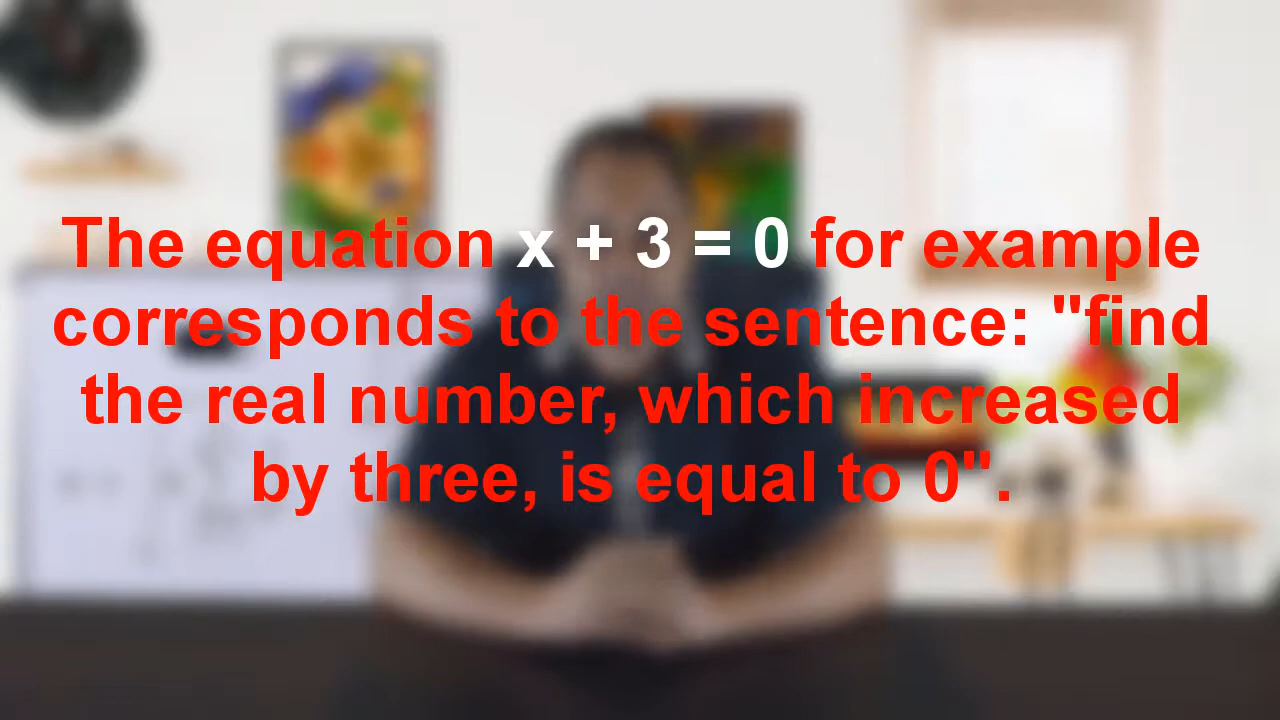 The equation x + 3 = 0 for example
corresponds to the sentence: "find
the real number, which increased
by three, is equal to 0".